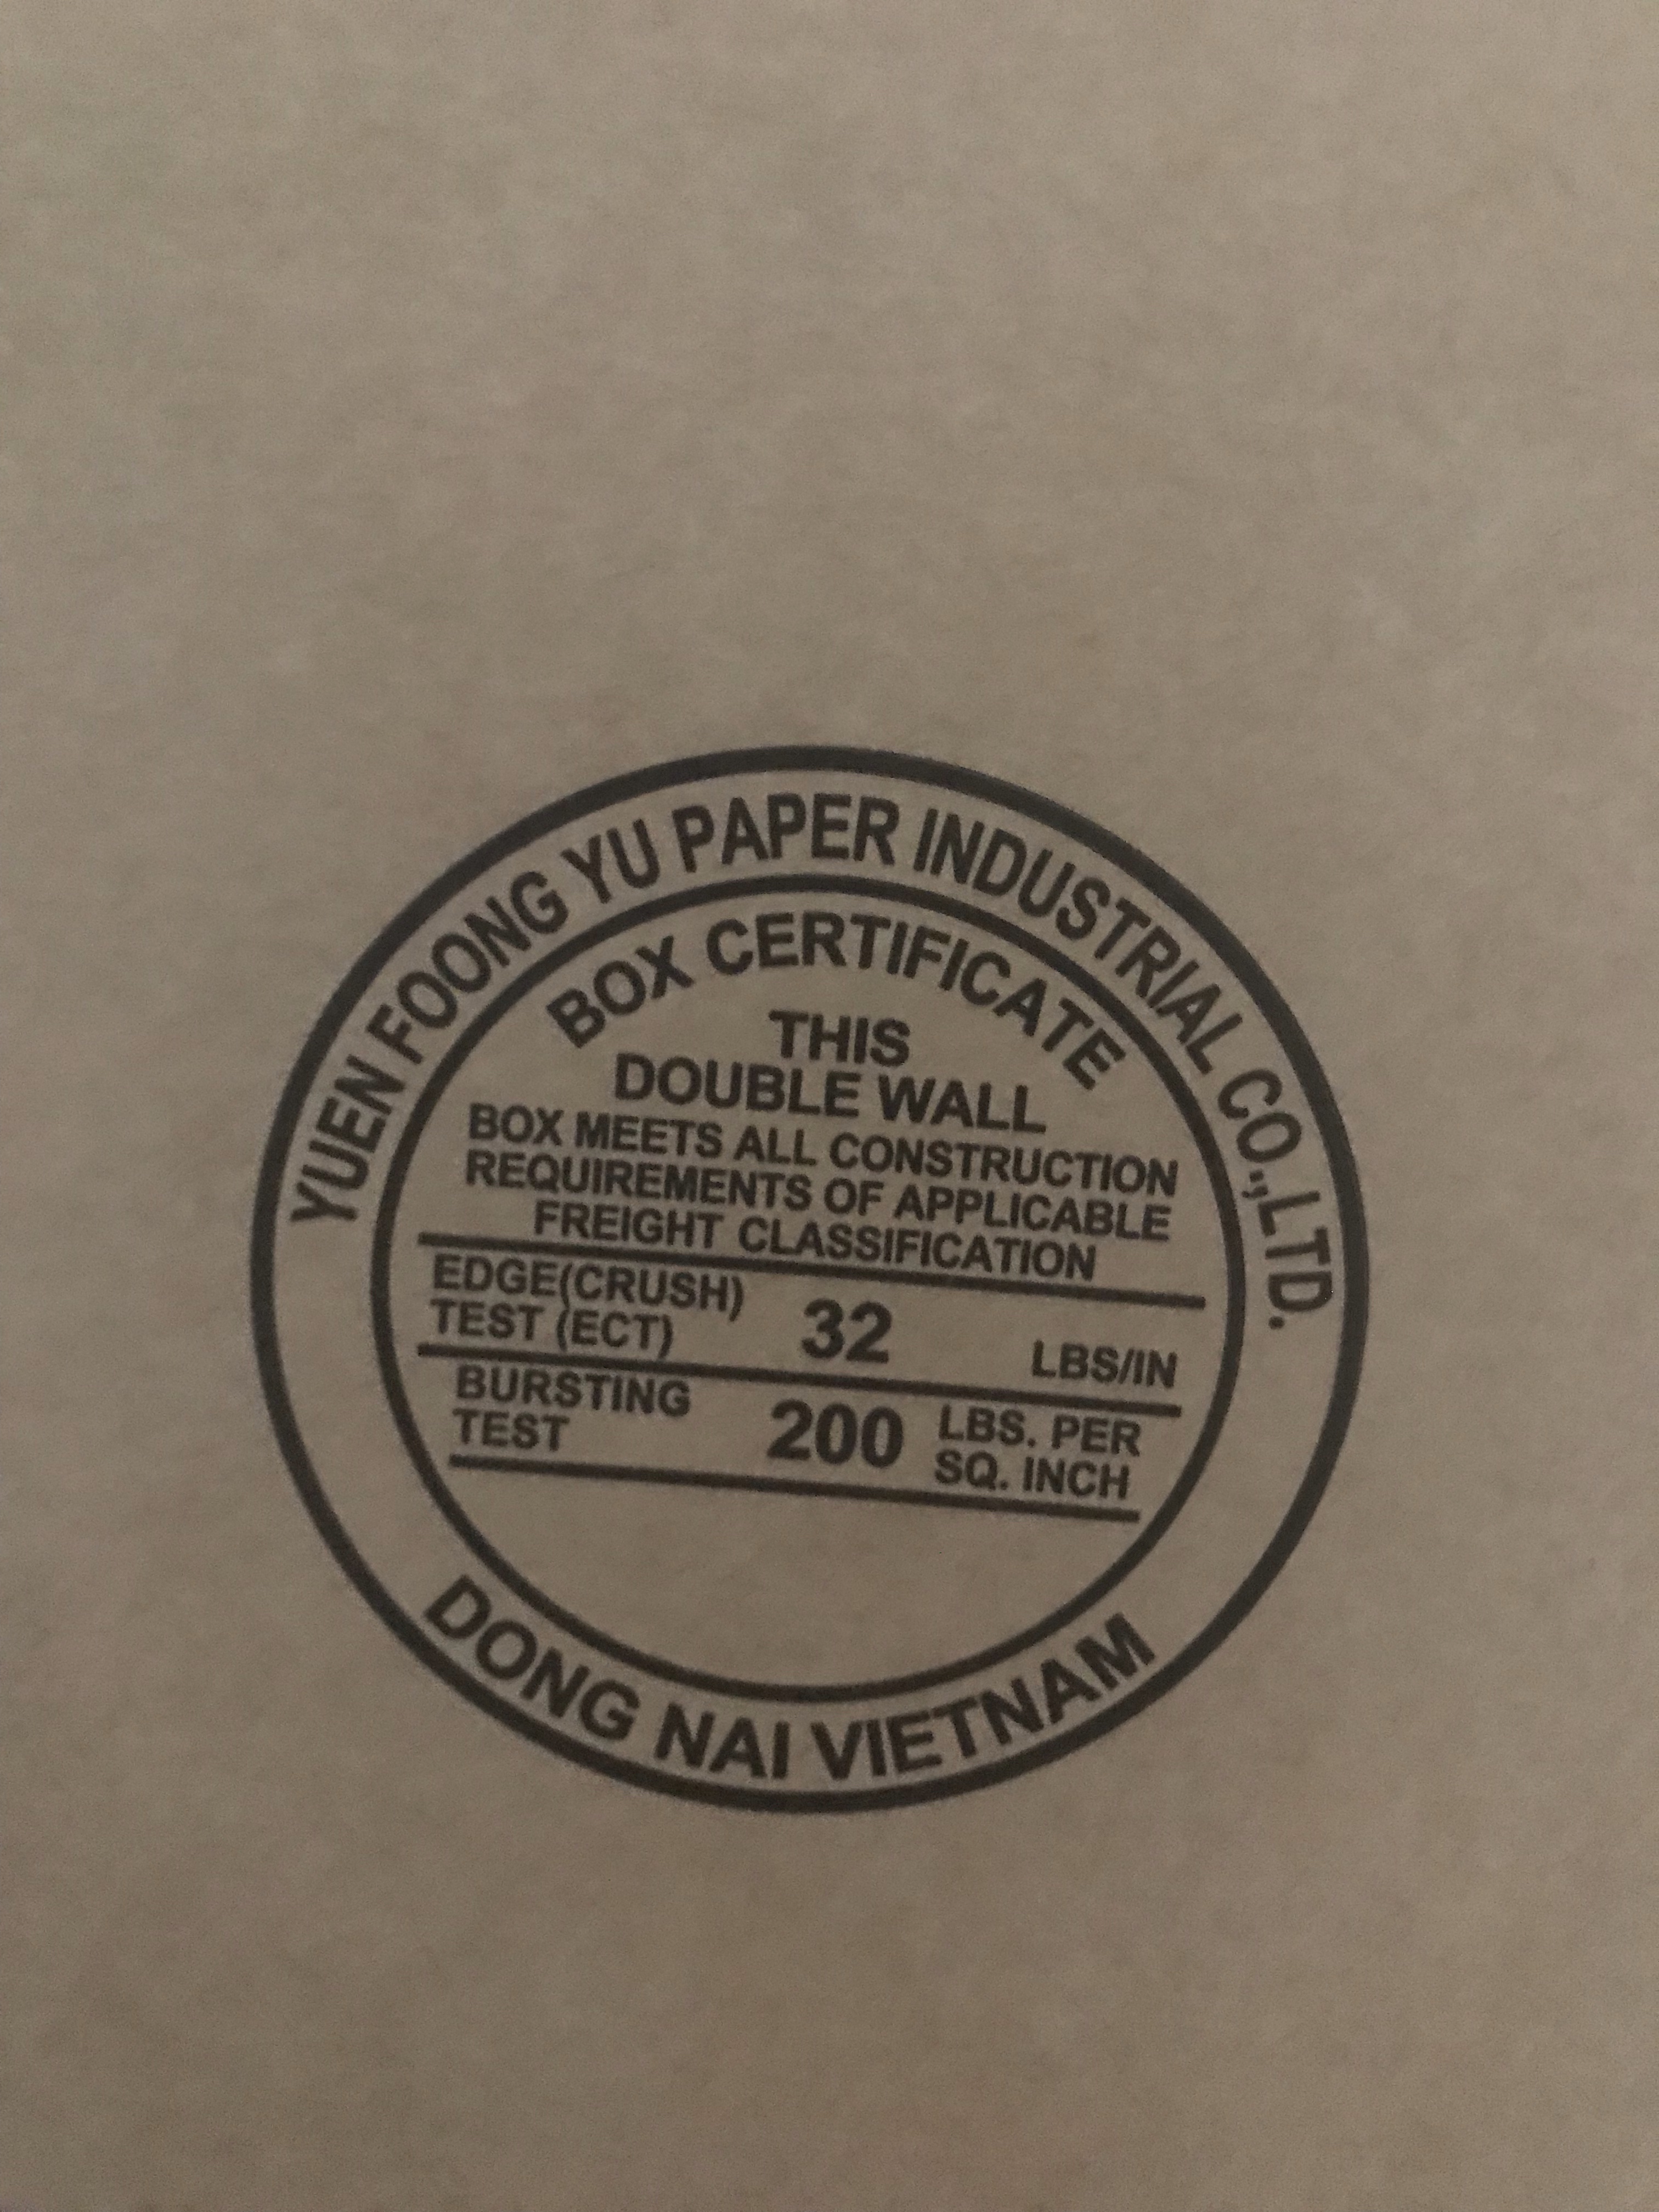 YUEN FOONG YU PAPER INDUSTRIAL CO.,LTD.
BOX CERTIFICATE
THIS
DOUBLE WALL
BOX MEETS ALL CONSTRUCTION
REQUIREMENTS OF APPLICABLE
FREIGHT CLASSIFICATION
EDGE(CRUSH)
TEST (ECT) 32 LBS/IN
BURSTING
TEST 200 LBS. PER
SQ. INCH
DONG NAI VIETNAM